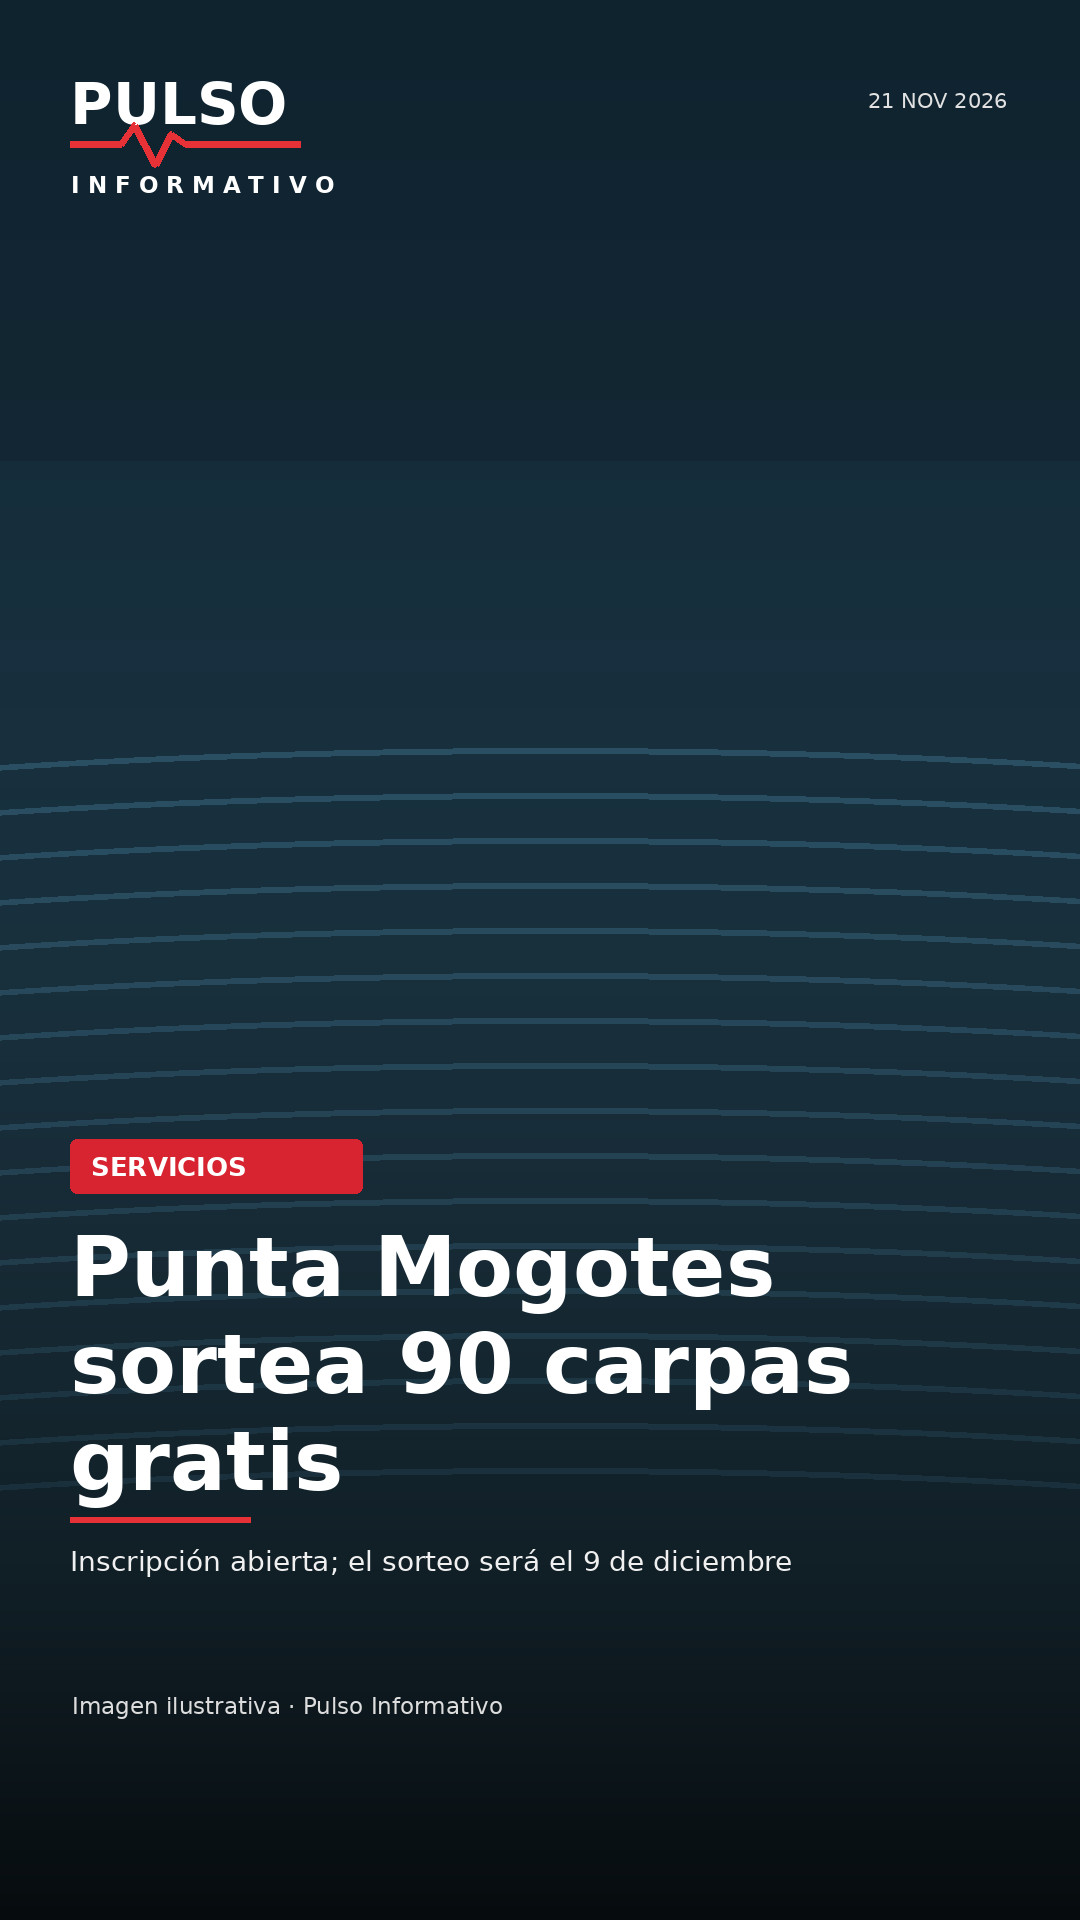 PULSO
INFORMATIVO
21 NOV 2026
SERVICIOS
Punta Mogotes
sortea 90 carpas
gratis
Inscripción abierta; el sorteo será el 9 de diciembre
Imagen ilustrativa · Pulso Informativo